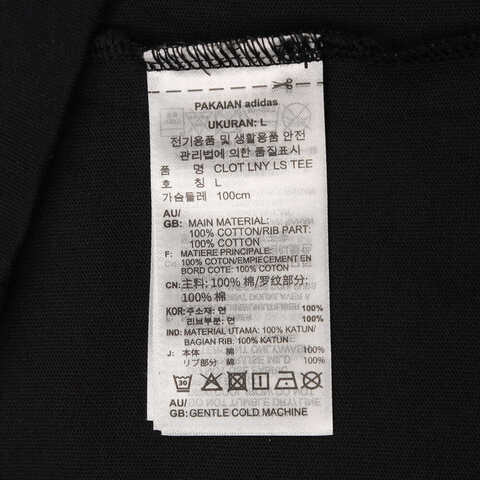 PAKAIAN adidas
UKURAN: L
전기용품 및 생활용품 안전
관리법에 의한 품질표시
품 명 CLOT LNY LS TEE
호 칭 L
가슴둘레 100cm
AU/
GB: MAIN MATERIAL:
100% COTTON/RIB PART:
100% COTTON
F: MATIERE PRINCIPALE:
100% COTON/EMPIECEMENT EN
BORD COTE: 100% COTON
CN: 主料: 100% 棉/罗纹部分:
100% 棉
KOR: 주소재: 면 100%
리브부분: 면 100%
IND: MATERIAL UTAMA: 100% KATUN/
BAGIAN RIB: 100% KATUN
J: 本体 綿 100%
リブ部分 綿 100%
30
AU/
GB: GENTLE COLD MACHINE